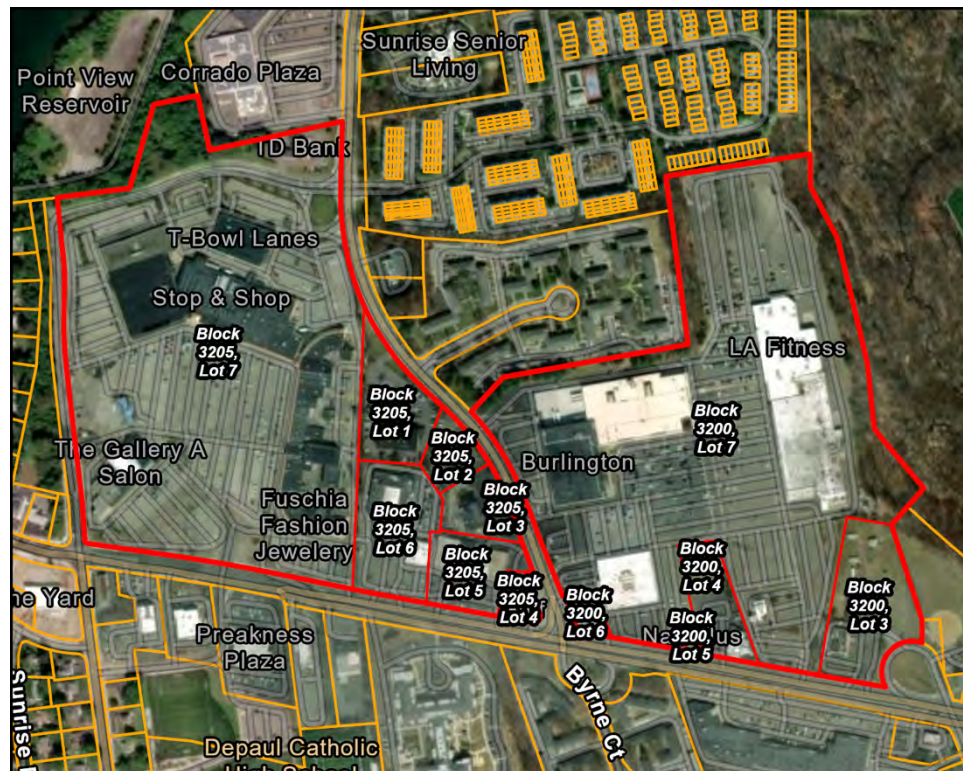 Sunrise Senior
Living
Corrado Plaza
Point View
Reservoir
TD Bank
T-Bowl Lanes
Stop & Shop
Block
3205,
Lot 7
LA Fitness
Block
3205,
Lot 1
Block
3200,
Lot 7
Block
3205,
Lot 2
The Gallery A
Salon
Burlington
Block
3205,
Lot 3
Fuschia
Fashion
Jewelery
Block
3205,
Lot 6
Block
3205,
Lot 5
Block
3205,
Lot 4
Block
3200,
Lot 6
Block
3200,
Lot 4
Block
3200,
Lot 5
Block
3200,
Lot 3
Yard
Preakness
Plaza
Byrne Ct
Sunrise
Depaul Catholic
High School